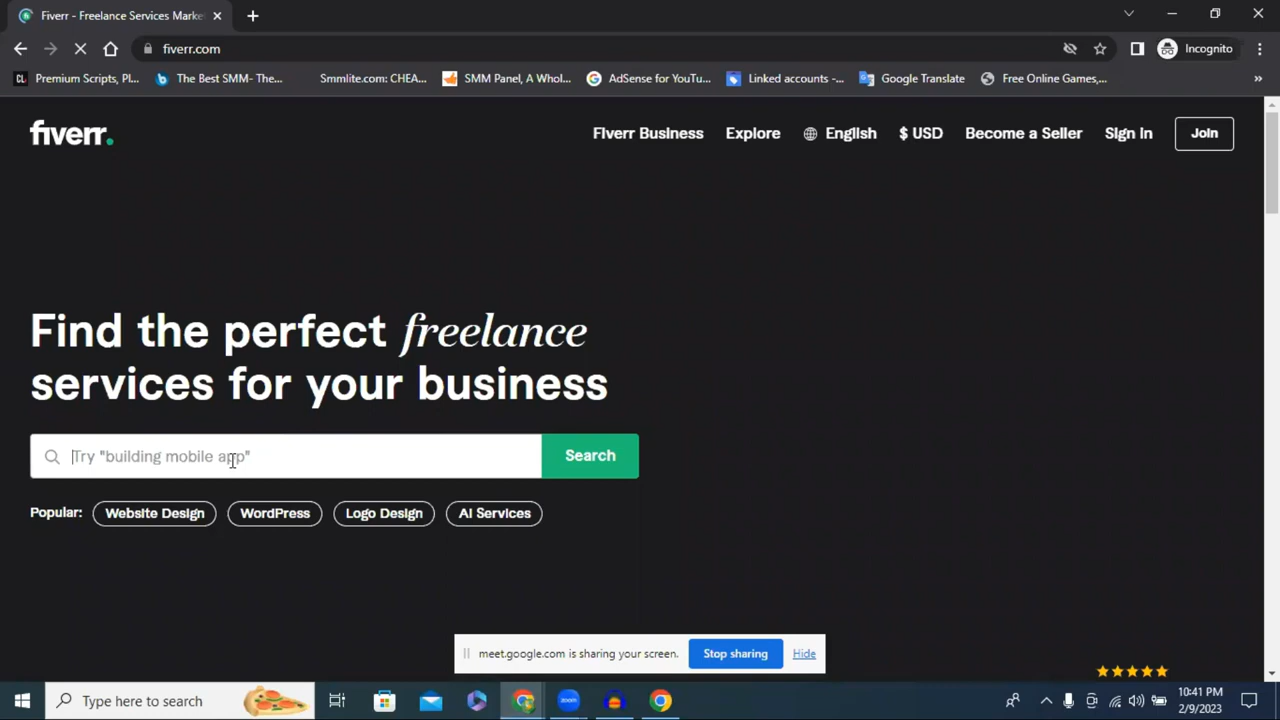 Fiverr - Freelance Services Marke
fiverr.com
Incognito
Premium Scripts, Pl...
The Best SMM- The...
Smmlite.com: CHEA...
SMM Panel, A Whol...
AdSense for YouTu...
Linked accounts -...
Google Translate
Free Online Games,...
fiverr.
Fiverr Business
Explore
English
$ USD
Become a Seller
Sign In
Join
Find the perfect freelance
services for your business
Try "building mobile app"
Search
Popular:
Website Design
WordPress
Logo Design
AI Services
meet.google.com is sharing your screen.
Stop sharing
Hide
Type here to search
zoom
10:41 PM
2/9/2023